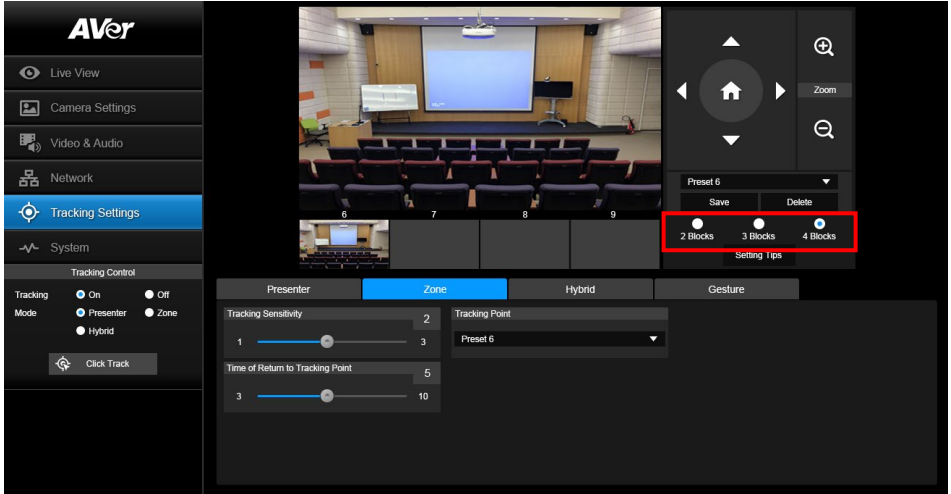 AVer
Live View
Camera Settings
Video & Audio
Network
Tracking Settings
System
Tracking Control
Tracking On Off
Mode Presenter Zone
Hybrid
Click Track
6 7 8 9
Zoom
Preset 6
Save Delete
2 Blocks 3 Blocks 4 Blocks
Setting Tips
Presenter Zone Hybrid Gesture
Tracking Sensitivity 2
1 3
Tracking Point
Preset 6
Time of Return to Tracking Point 5
3 10